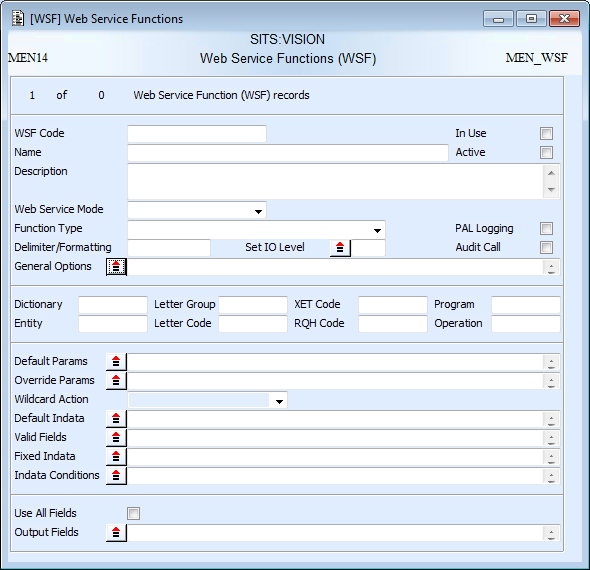 [WSF] Web Service Functions
SITS:VISION
MEN14 Web Service Functions (WSF) MEN_WSF
1 of 0 Web Service Function (WSF) records
WSF Code In Use
Name Active
Description
Web Service Mode
Function Type PAL Logging
Delimiter/Formatting Set IO Level Audit Call
General Options
Dictionary Letter Group XET Code Program
Entity Letter Code RQH Code Operation
Default Params
Override Params
Wildcard Action
Default Indata
Valid Fields
Fixed Indata
Indata Conditions
Use All Fields
Output Fields